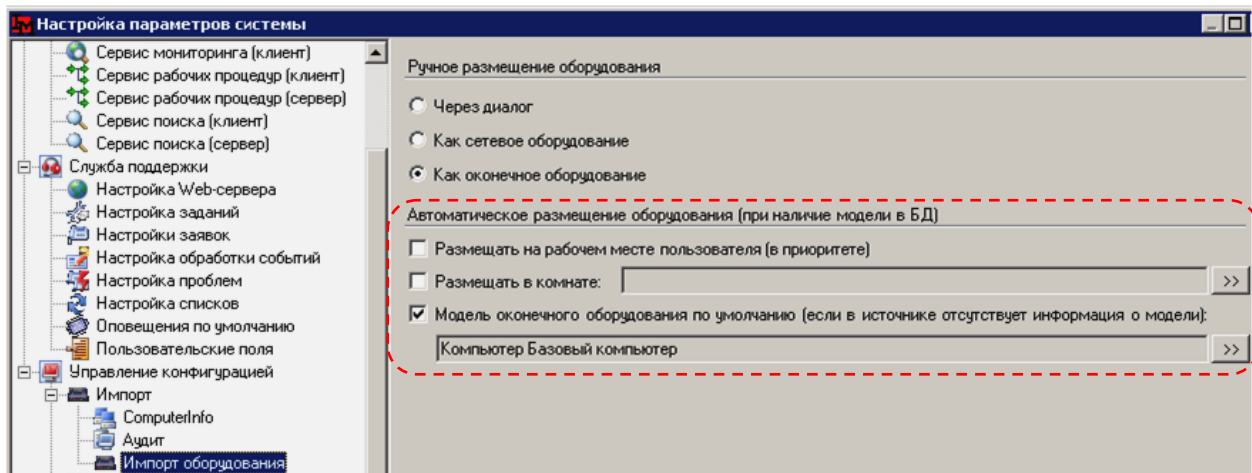 Настройка параметров системы
Сервис мониторинга (клиент)
Сервис рабочих процедур (клиент)
Сервис рабочих процедур (сервер)
Сервис поиска (клиент)
Сервис поиска (сервер)
Служба поддержки
Настройка Web-сервера
Настройка заданий
Настройки заявок
Настройка обработки событий
Настройка проблем
Настройка списков
Оповещения по умолчанию
Пользовательские поля
Управление конфигурацией
Импорт
ComputerInfo
Аудит
Импорт оборудования
Ручное размещение оборудования
Через диалог
Как сетевое оборудование
Как оконечное оборудование
Автоматическое размещение оборудования (при наличие модели в БД)
Размещать на рабочем месте пользователя (в приоритете)
Размещать в комнате: >>
Модель оконечного оборудования по умолчанию (если в источнике отсутствует информация о модели):
Компьютер Базовый компьютер >>